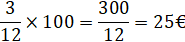 3/12 × 100 = 300/12 = 25€